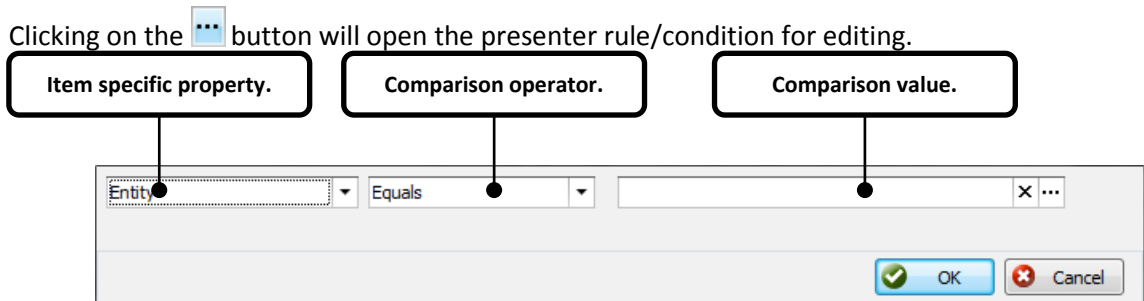 Clicking on the ... button will open the presenter rule/condition for editing.
Item specific property. Comparison operator. Comparison value.
Entity Equals
OK Cancel